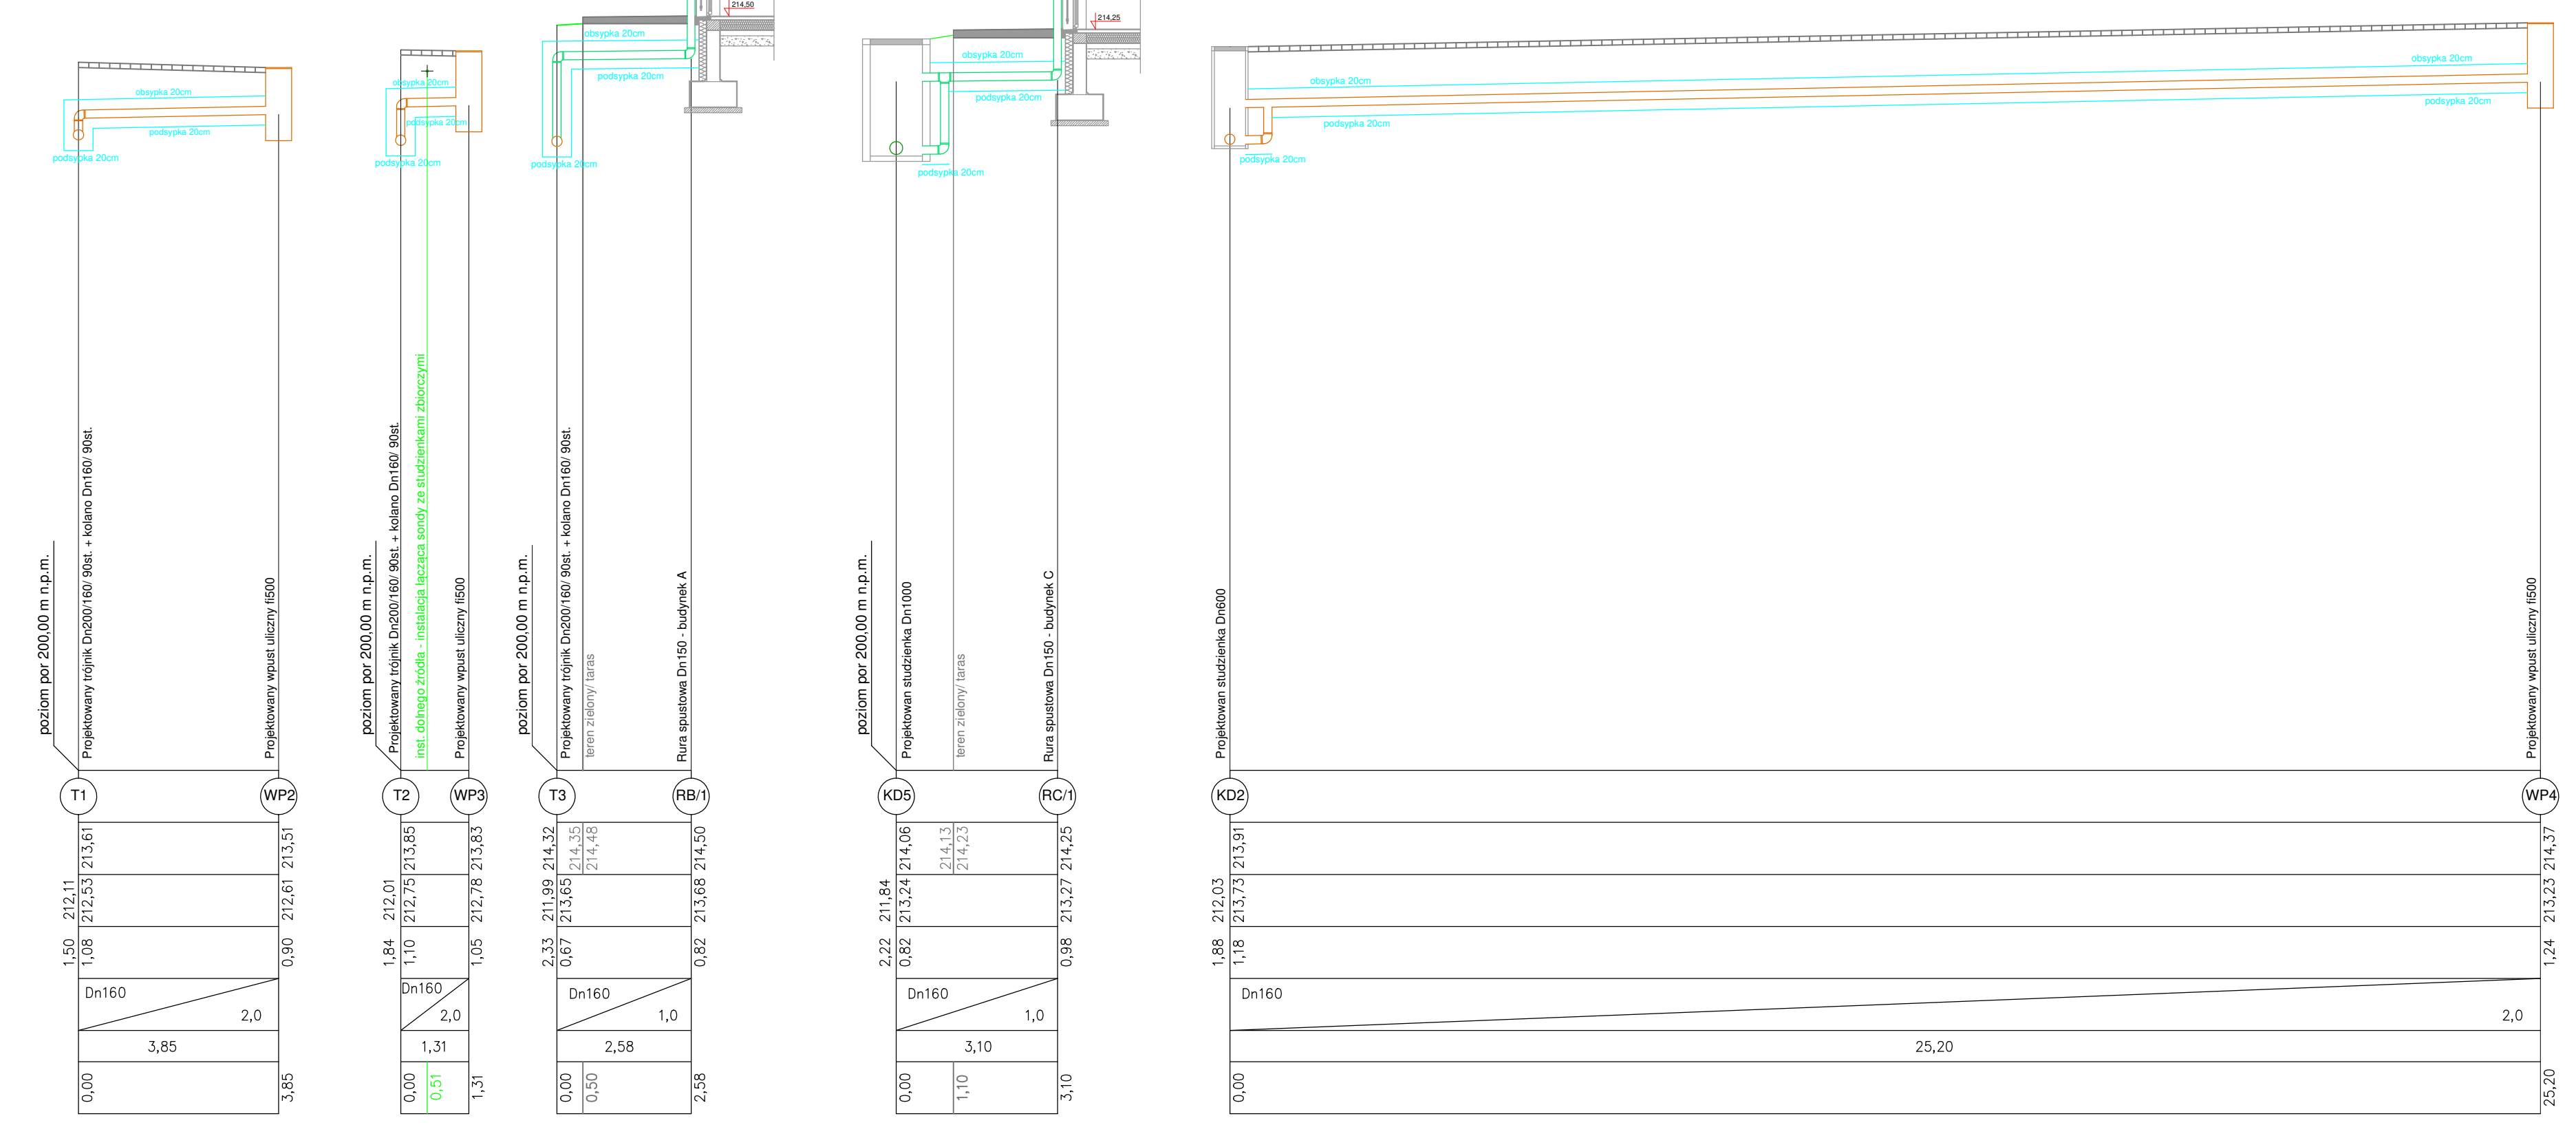 214,50
214,25
obsypka 20cm
podsypka 20cm
podsypka 20cm
obsypka 20cm
podsypka 20cm
podsypka 20cm
obsypka 20cm
podsypka 20cm
podsypka 20cm
obsypka 20cm
podsypka 20cm
podsypka 20cm
obsypka 20cm
podsypka 20cm
podsypka 20cm
obsypka 20cm
podsypka 20cm
poziom por 200,00 m n.p.m.
Projektowany trójnik Dn200/160/ 90st. + kolano Dn160/ 90st.
Projektowany wpust uliczny fi500
poziom por 200,00 m n.p.m.
Projektowany trójnik Dn200/160/ 90st. + kolano Dn160/ 90st.
inst. dolnego źródła - instalacja łącząca sondy ze studzienkami zbiorczymi
Projektowany wpust uliczny fi500
poziom por 200,00 m n.p.m.
Projektowany trójnik Dn200/160/ 90st. + kolano Dn160/ 90st.
teren zielony/ taras
Rura spustowa Dn150 - budynek A
poziom por 200,00 m n.p.m.
Projektowan studzienka Dn1000
teren zielony/ taras
Rura spustowa Dn150 - budynek C
Projektowan studzienka Dn600
Projektowany wpust uliczny fi500
T1 WP2 T2 WP3 T3 RB/1 KD5 RC/1 KD2 WP4
213,61 213,51 213,85 213,83 214,32 214,35 214,48 214,50 214,06 214,13 214,23 214,25 213,91 214,37
212,11 212,53 212,61 212,01 212,75 212,78 211,99 213,65 213,68 211,84 213,24 213,27 212,03 213,73 213,23
1,50 1,08 0,90 1,84 1,10 1,05 2,33 0,67 0,82 2,22 0,82 0,98 1,88 1,18 1,24
Dn160 Dn160 Dn160 Dn160 Dn160
2,0 2,0 1,0 1,0 2,0
3,85 1,31 2,58 3,10 25,20
0,00 3,85 0,00 0,51 1,31 0,00 0,50 2,58 0,00 1,10 3,10 0,00 25,20